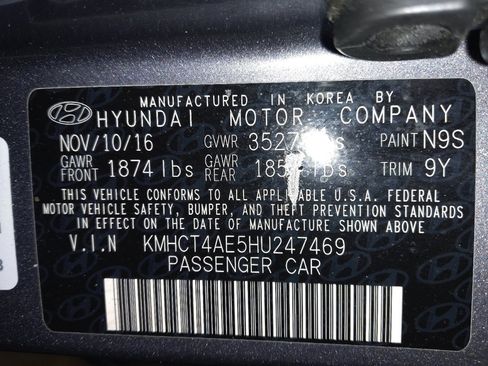 MANUFACTURED IN KOREA BY
HYUNDAI MOTOR COMPANY
NOV/10/16 GVWR PAINT N9S
GAWR FRONT 1874 lbs GAWR REAR TRIM 9Y
THIS VEHICLE CONFORMS TO ALL APPLICABLE U.S.A. FEDERAL
MOTOR VEHICLE SAFETY, BUMPER, AND THEFT PREVENTION STANDARDS
IN EFFECT ON THE DATE OF MANUFACTURE SHOWN ABOVE
V.I.N KMHCT4AE5HU247469
PASSENGER CAR